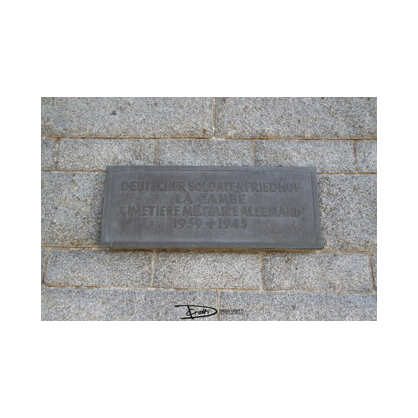 DEUTSCHER SOLDATENFRIEDHOF
LA CAMBE
CIMETIERE MILITAIRE ALLEMAND
1939 + 1945